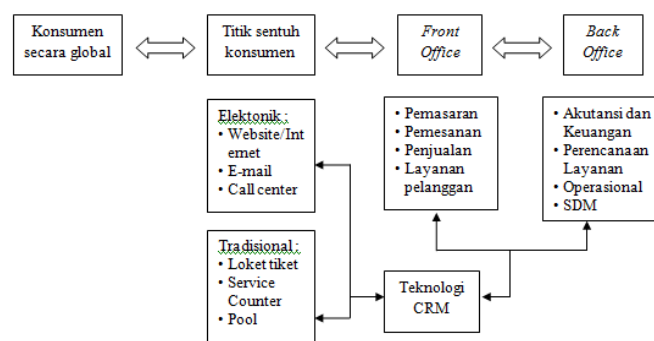 Konsumen
secara global
Titik sentuh
konsumen
Front
Office
Back
Office
Elektonik :
• Website/Int
ernet
• E-mail
• Call center
Tradisional :
• Loket tiket
• Service
Counter
• Pool
• Pemasaran
• Pemesanan
• Penjualan
• Layanan
pelanggan
• Akutansi dan
Keuangan
• Perencanaan
Layanan
• Operasional
• SDM
Teknologi
CRM